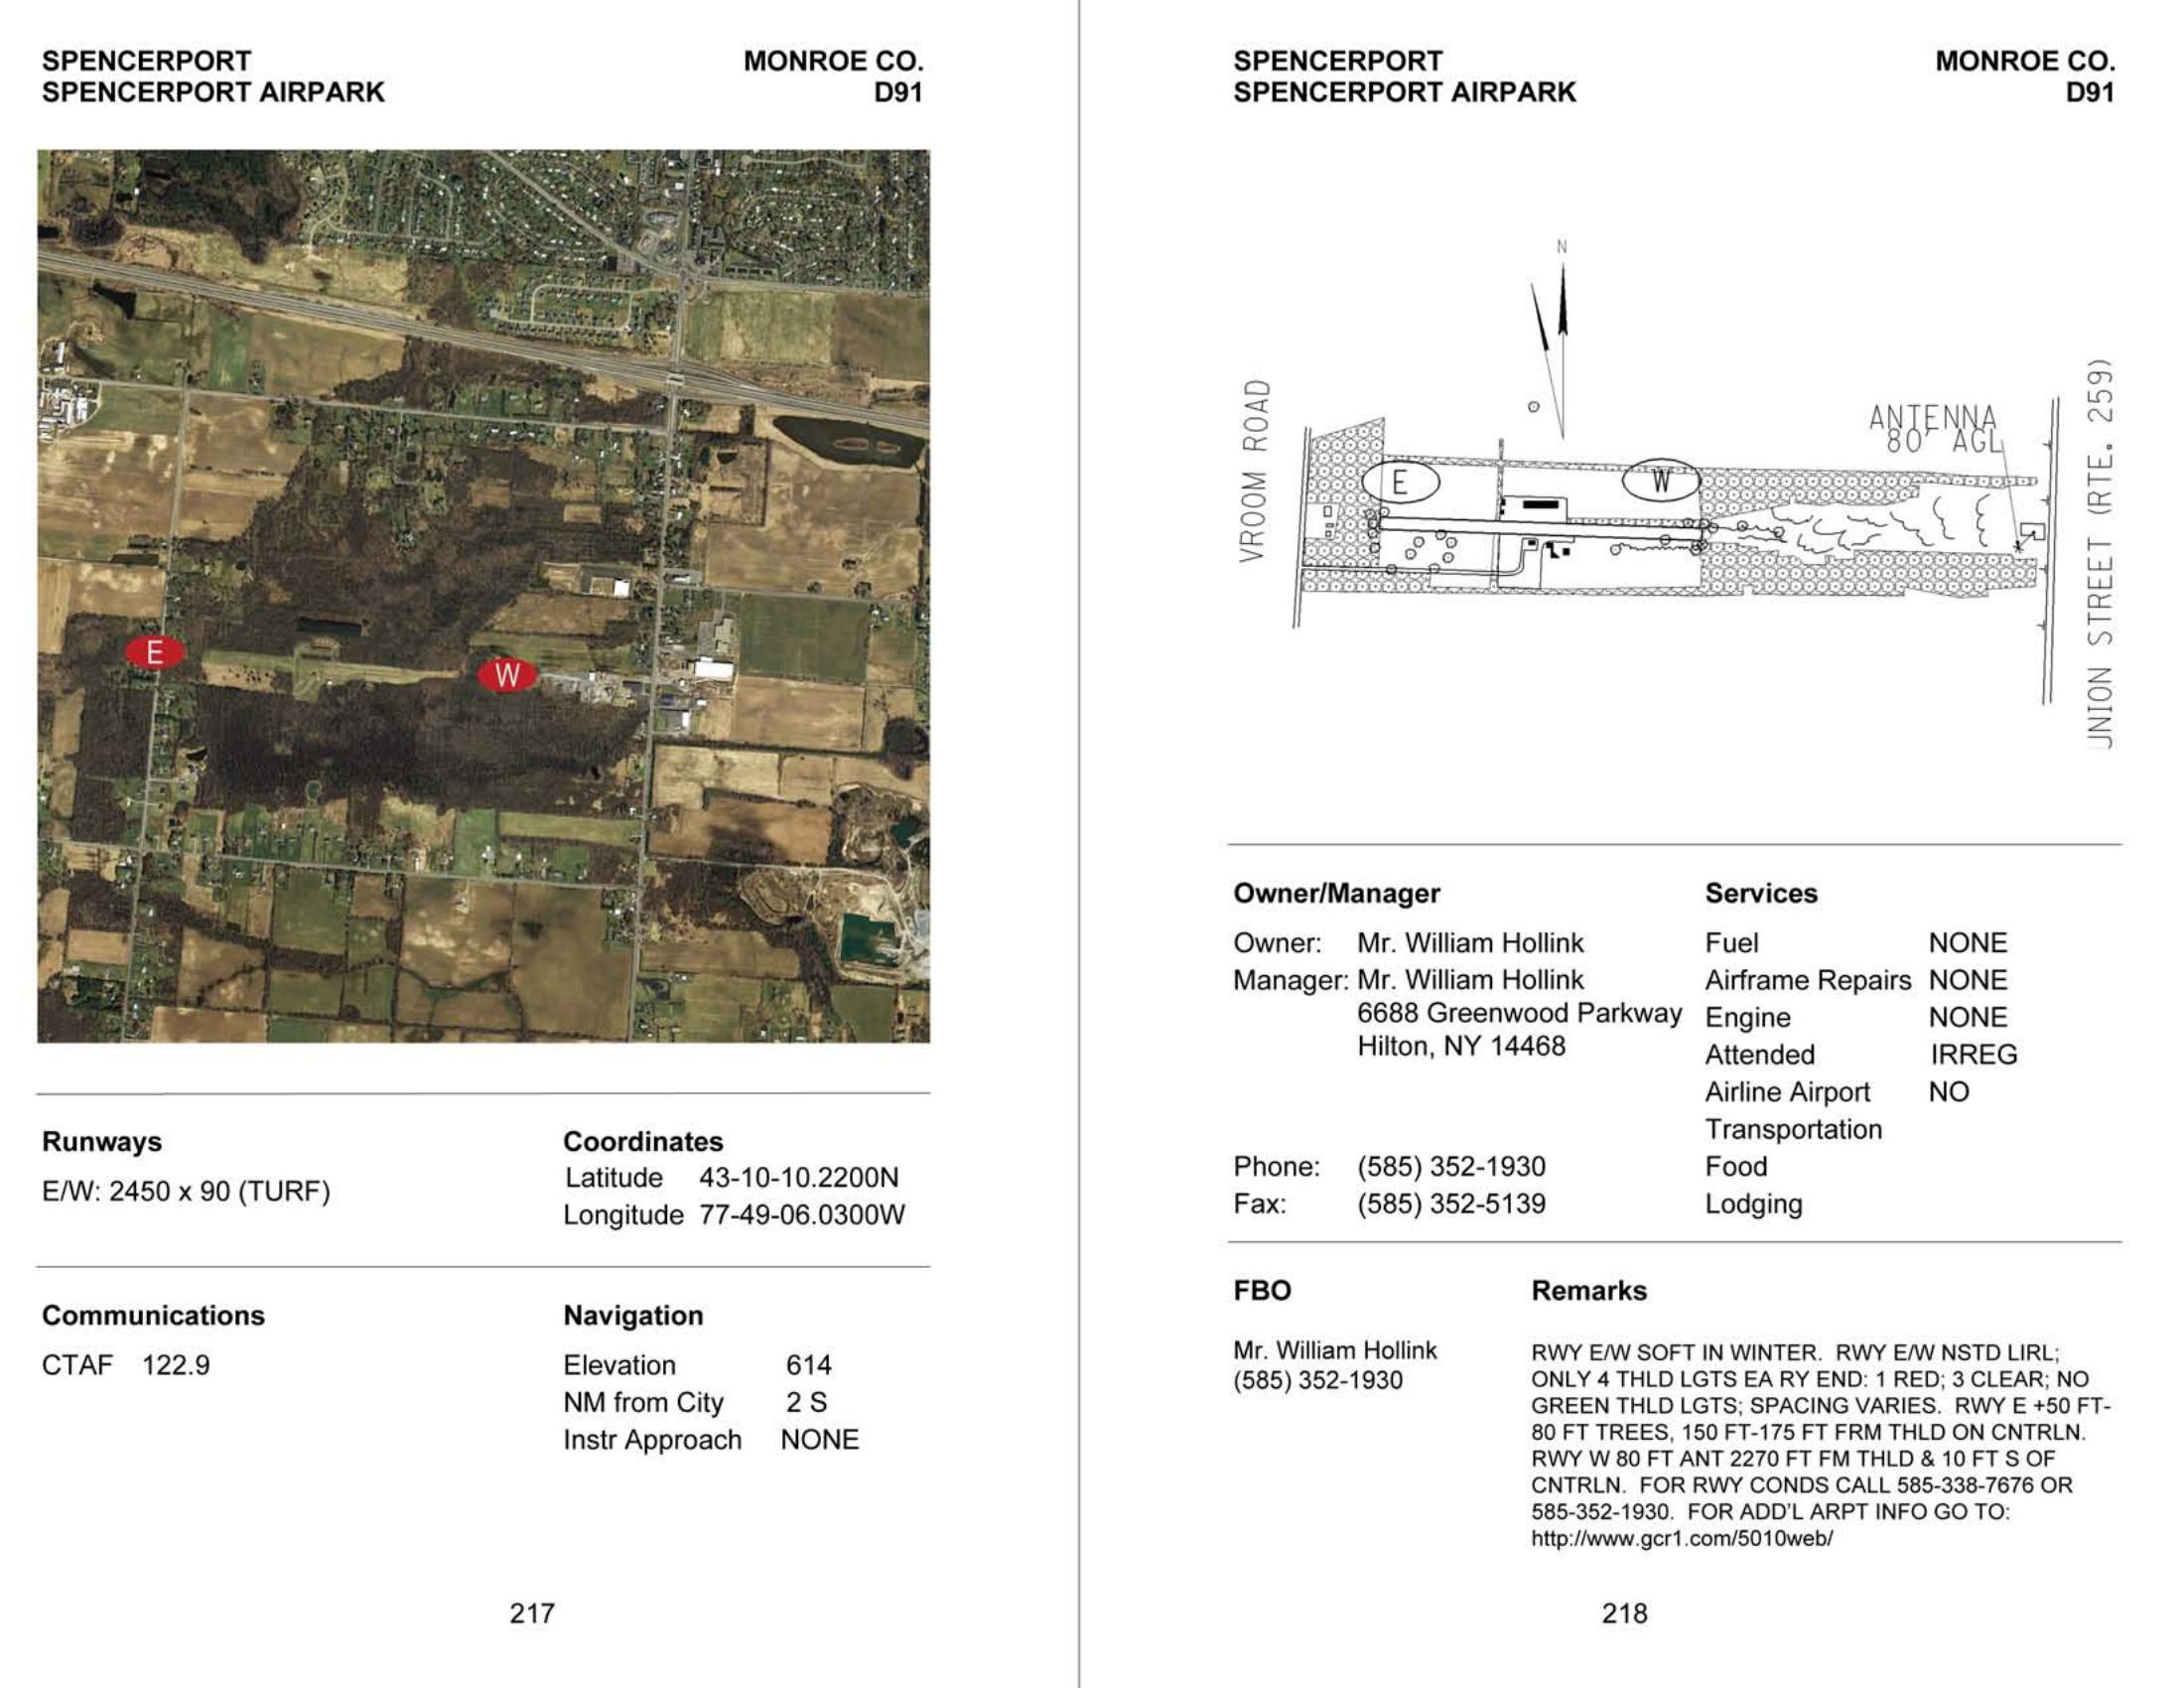 SPENCERPORT MONROE CO.
SPENCERPORT AIRPARK D91
E
W
Runways
E/W: 2450 x 90 (TURF)
Coordinates
Latitude 43-10-10.2200N
Longitude 77-49-06.0300W
Communications
CTAF 122.9
Navigation
Elevation 614
NM from City 2 S
Instr Approach NONE
217
SPENCERPORT MONROE CO.
SPENCERPORT AIRPARK D91
N
VROOM ROAD
E
W
ANTENNA
80' AGL
UNION STREET (RTE. 259)
Owner/Manager
Owner: Mr. William Hollink
Manager: Mr. William Hollink
6688 Greenwood Parkway
Hilton, NY 14468
Phone: (585) 352-1930
Fax: (585) 352-5139
Services
Fuel NONE
Airframe Repairs NONE
Engine NONE
Attended IRREG
Airline Airport NO
Transportation
Food
Lodging
FBO
Mr. William Hollink
(585) 352-1930
Remarks
RWY E/W SOFT IN WINTER. RWY E/W NSTD LIRL;
ONLY 4 THLD LGTS EA RY END: 1 RED; 3 CLEAR; NO
GREEN THLD LGTS; SPACING VARIES. RWY E +50 FT-
80 FT TREES, 150 FT-175 FT FRM THLD ON CNTRLN.
RWY W 80 FT ANT 2270 FT FM THLD & 10 FT S OF
CNTRLN. FOR RWY CONDS CALL 585-338-7676 OR
585-352-1930. FOR ADD'L ARPT INFO GO TO:
http://www.gcr1.com/5010web/
218